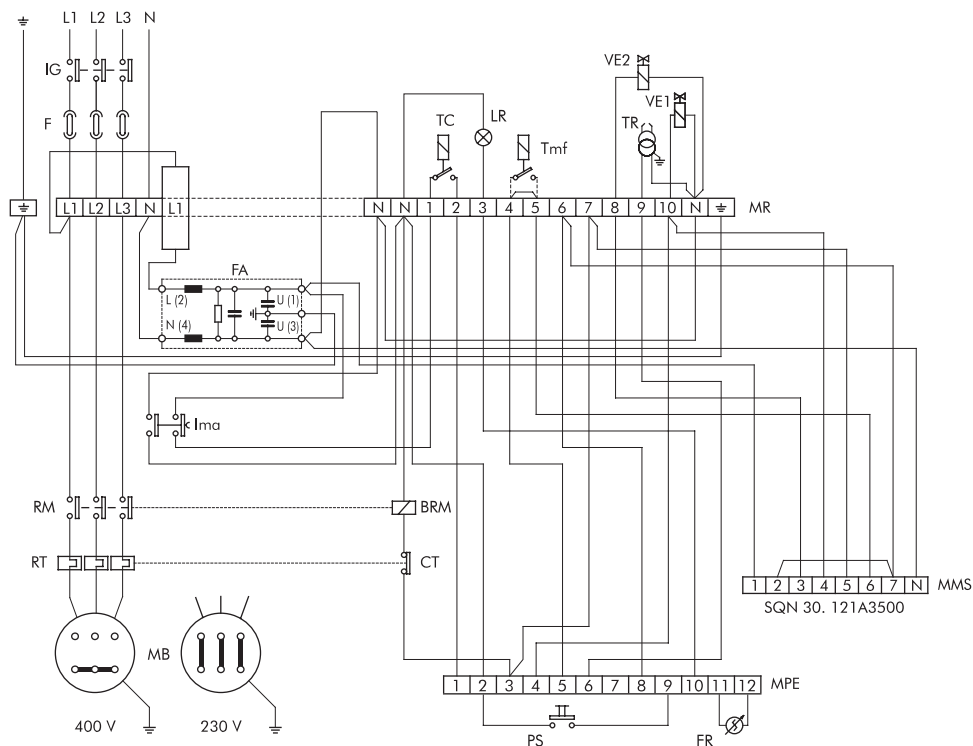 L1 L2 L3 N
IG
F
VE2
VE1
TR
TC
LR
Tmf
L1 L2 L3 N L1
N N 1 2 3 4 5 6 7 8 9 10 N
MR
FA
L (2)
U (1)
N (4)
U (3)
Ima
RM
BRM
RT
CT
1 2 3 4 5 6 7 N
MMS
SQN 30. 121A3500
MB
1 2 3 4 5 6 7 8 9 10 11 12
MPE
400 V
230 V
PS
FR